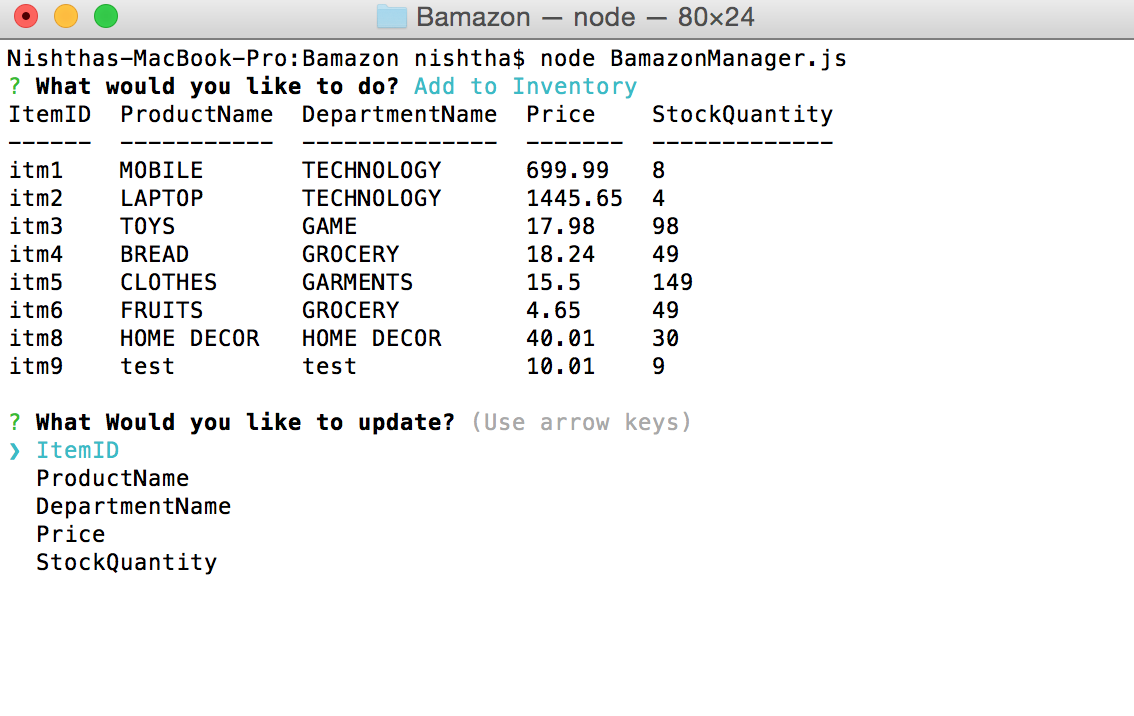 Bamazon — node — 80×24
Nishthas-MacBook-Pro:Bamazon nishtha$ node BamazonManager.js
? What would you like to do? Add to Inventory
ItemID  ProductName  DepartmentName  Price    StockQuantity
------  -----------  --------------  -------  -------------
itm1    MOBILE       TECHNOLOGY      699.99   8
itm2    LAPTOP       TECHNOLOGY      1445.65  4
itm3    TOYS         GAME            17.98    98
itm4    BREAD        GROCERY         18.24    49
itm5    CLOTHES      GARMENTS        15.5     149
itm6    FRUITS       GROCERY         4.65     49
itm8    HOME DECOR   HOME DECOR      40.01    30
itm9    test         test            10.01    9
? What Would you like to update? (Use arrow keys)
❯ ItemID
  ProductName
  DepartmentName
  Price
  StockQuantity